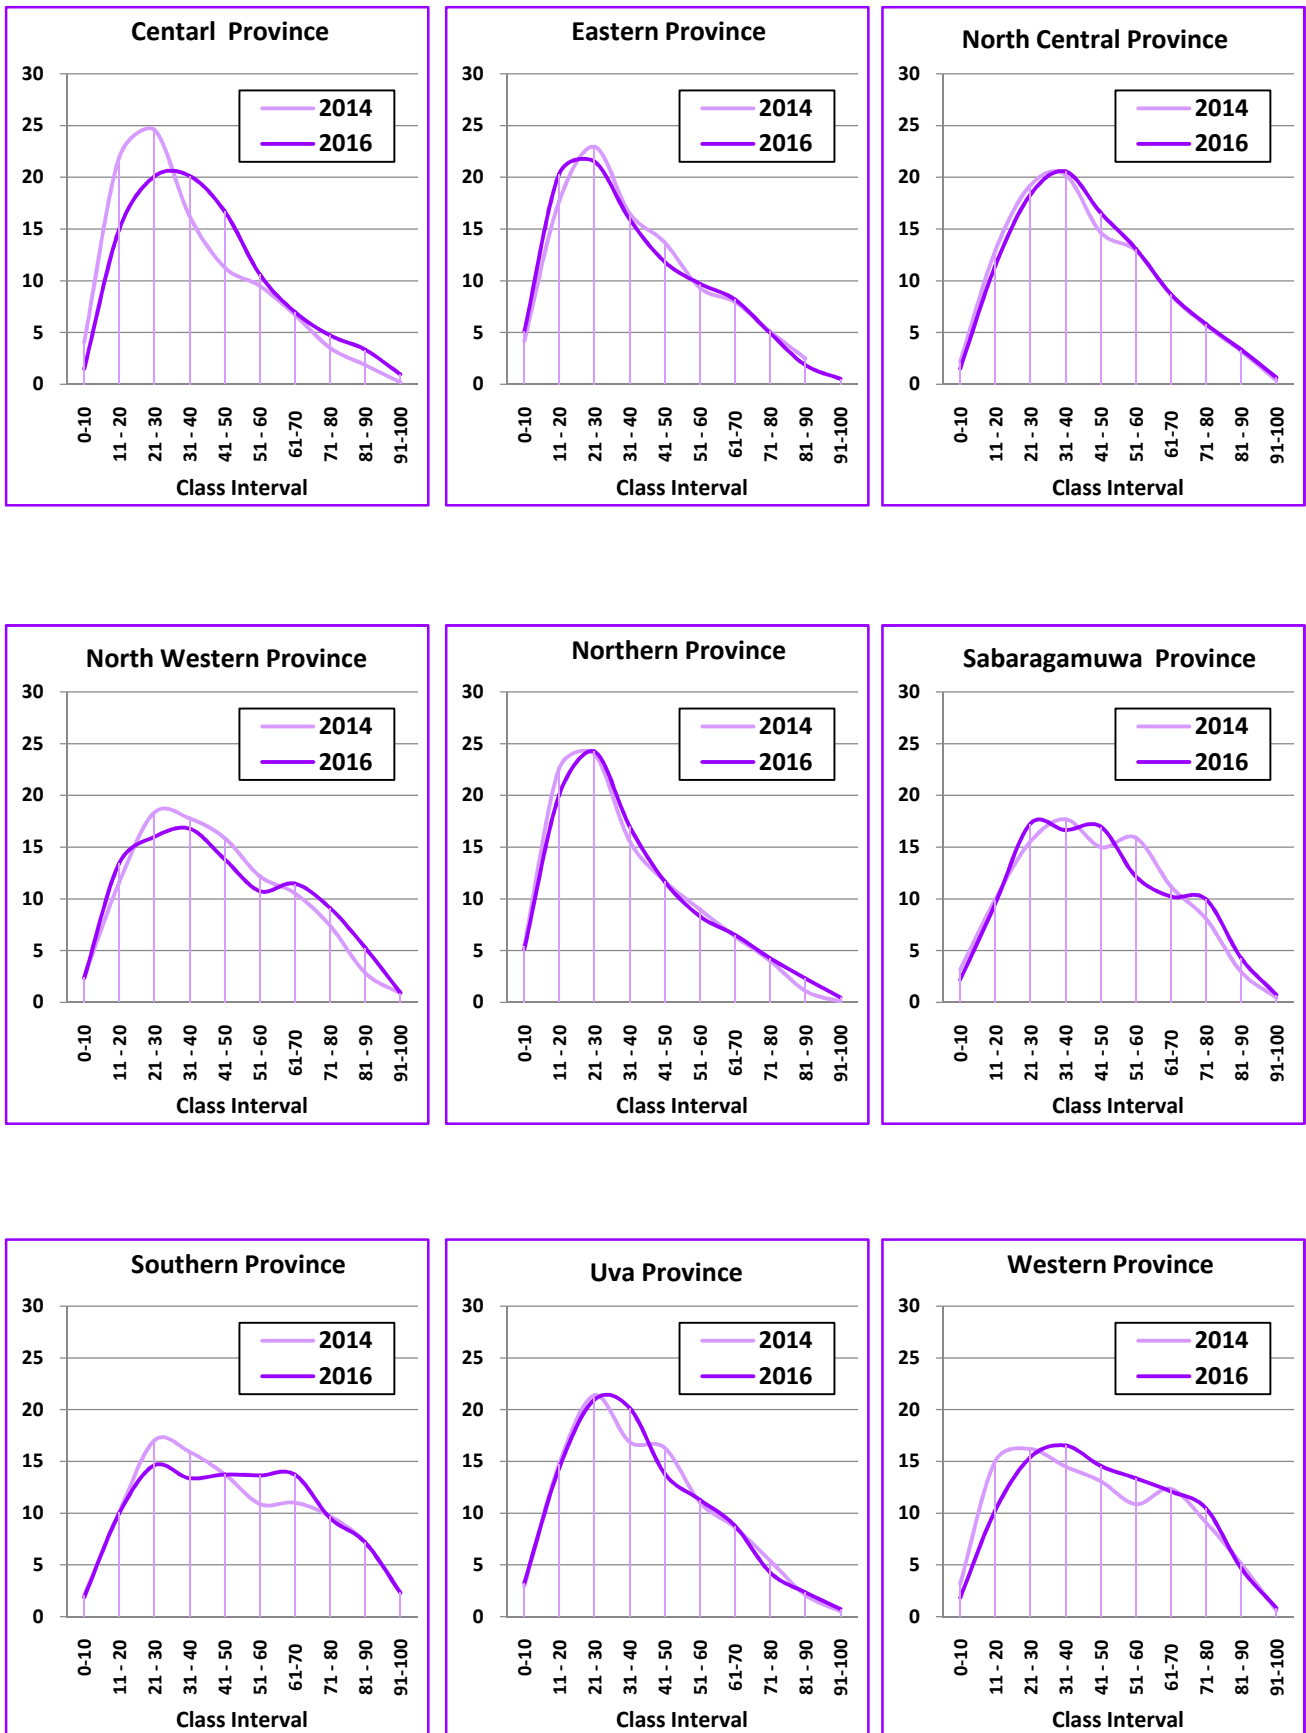 Centarl  Province
30
25
20
15
10
5
0
2014
2016
0-10
11 - 20
21 - 30
31 - 40
41 - 50
51 - 60
61-70
71 - 80
81 - 90
91-100
Class Interval
Eastern Province
30
25
20
15
10
5
0
2014
2016
0-10
11 - 20
21 - 30
31 - 40
41 - 50
51 - 60
61-70
71 - 80
81 - 90
91-100
Class Interval
North Central Province
30
25
20
15
10
5
0
2014
2016
0-10
11 - 20
21 - 30
31 - 40
41 - 50
51 - 60
61-70
71 - 80
81 - 90
91-100
Class Interval
North Western Province
30
25
20
15
10
5
0
2014
2016
0-10
11 - 20
21 - 30
31 - 40
41 - 50
51 - 60
61-70
71 - 80
81 - 90
91-100
Class Interval
Northern Province
30
25
20
15
10
5
0
2014
2016
0-10
11 - 20
21 - 30
31 - 40
41 - 50
51 - 60
61-70
71 - 80
81 - 90
91-100
Class Interval
Sabaragamuwa  Province
30
25
20
15
10
5
0
2014
2016
0-10
11 - 20
21 - 30
31 - 40
41 - 50
51 - 60
61-70
71 - 80
81 - 90
91-100
Class Interval
Southern Province
30
25
20
15
10
5
0
2014
2016
0-10
11 - 20
21 - 30
31 - 40
41 - 50
51 - 60
61-70
71 - 80
81 - 90
91-100
Class Interval
Uva Province
30
25
20
15
10
5
0
2014
2016
0-10
11 - 20
21 - 30
31 - 40
41 - 50
51 - 60
61-70
71 - 80
81 - 90
91-100
Class Interval
Western Province
30
25
20
15
10
5
0
2014
2016
0-10
11 - 20
21 - 30
31 - 40
41 - 50
51 - 60
61-70
71 - 80
81 - 90
91-100
Class Interval